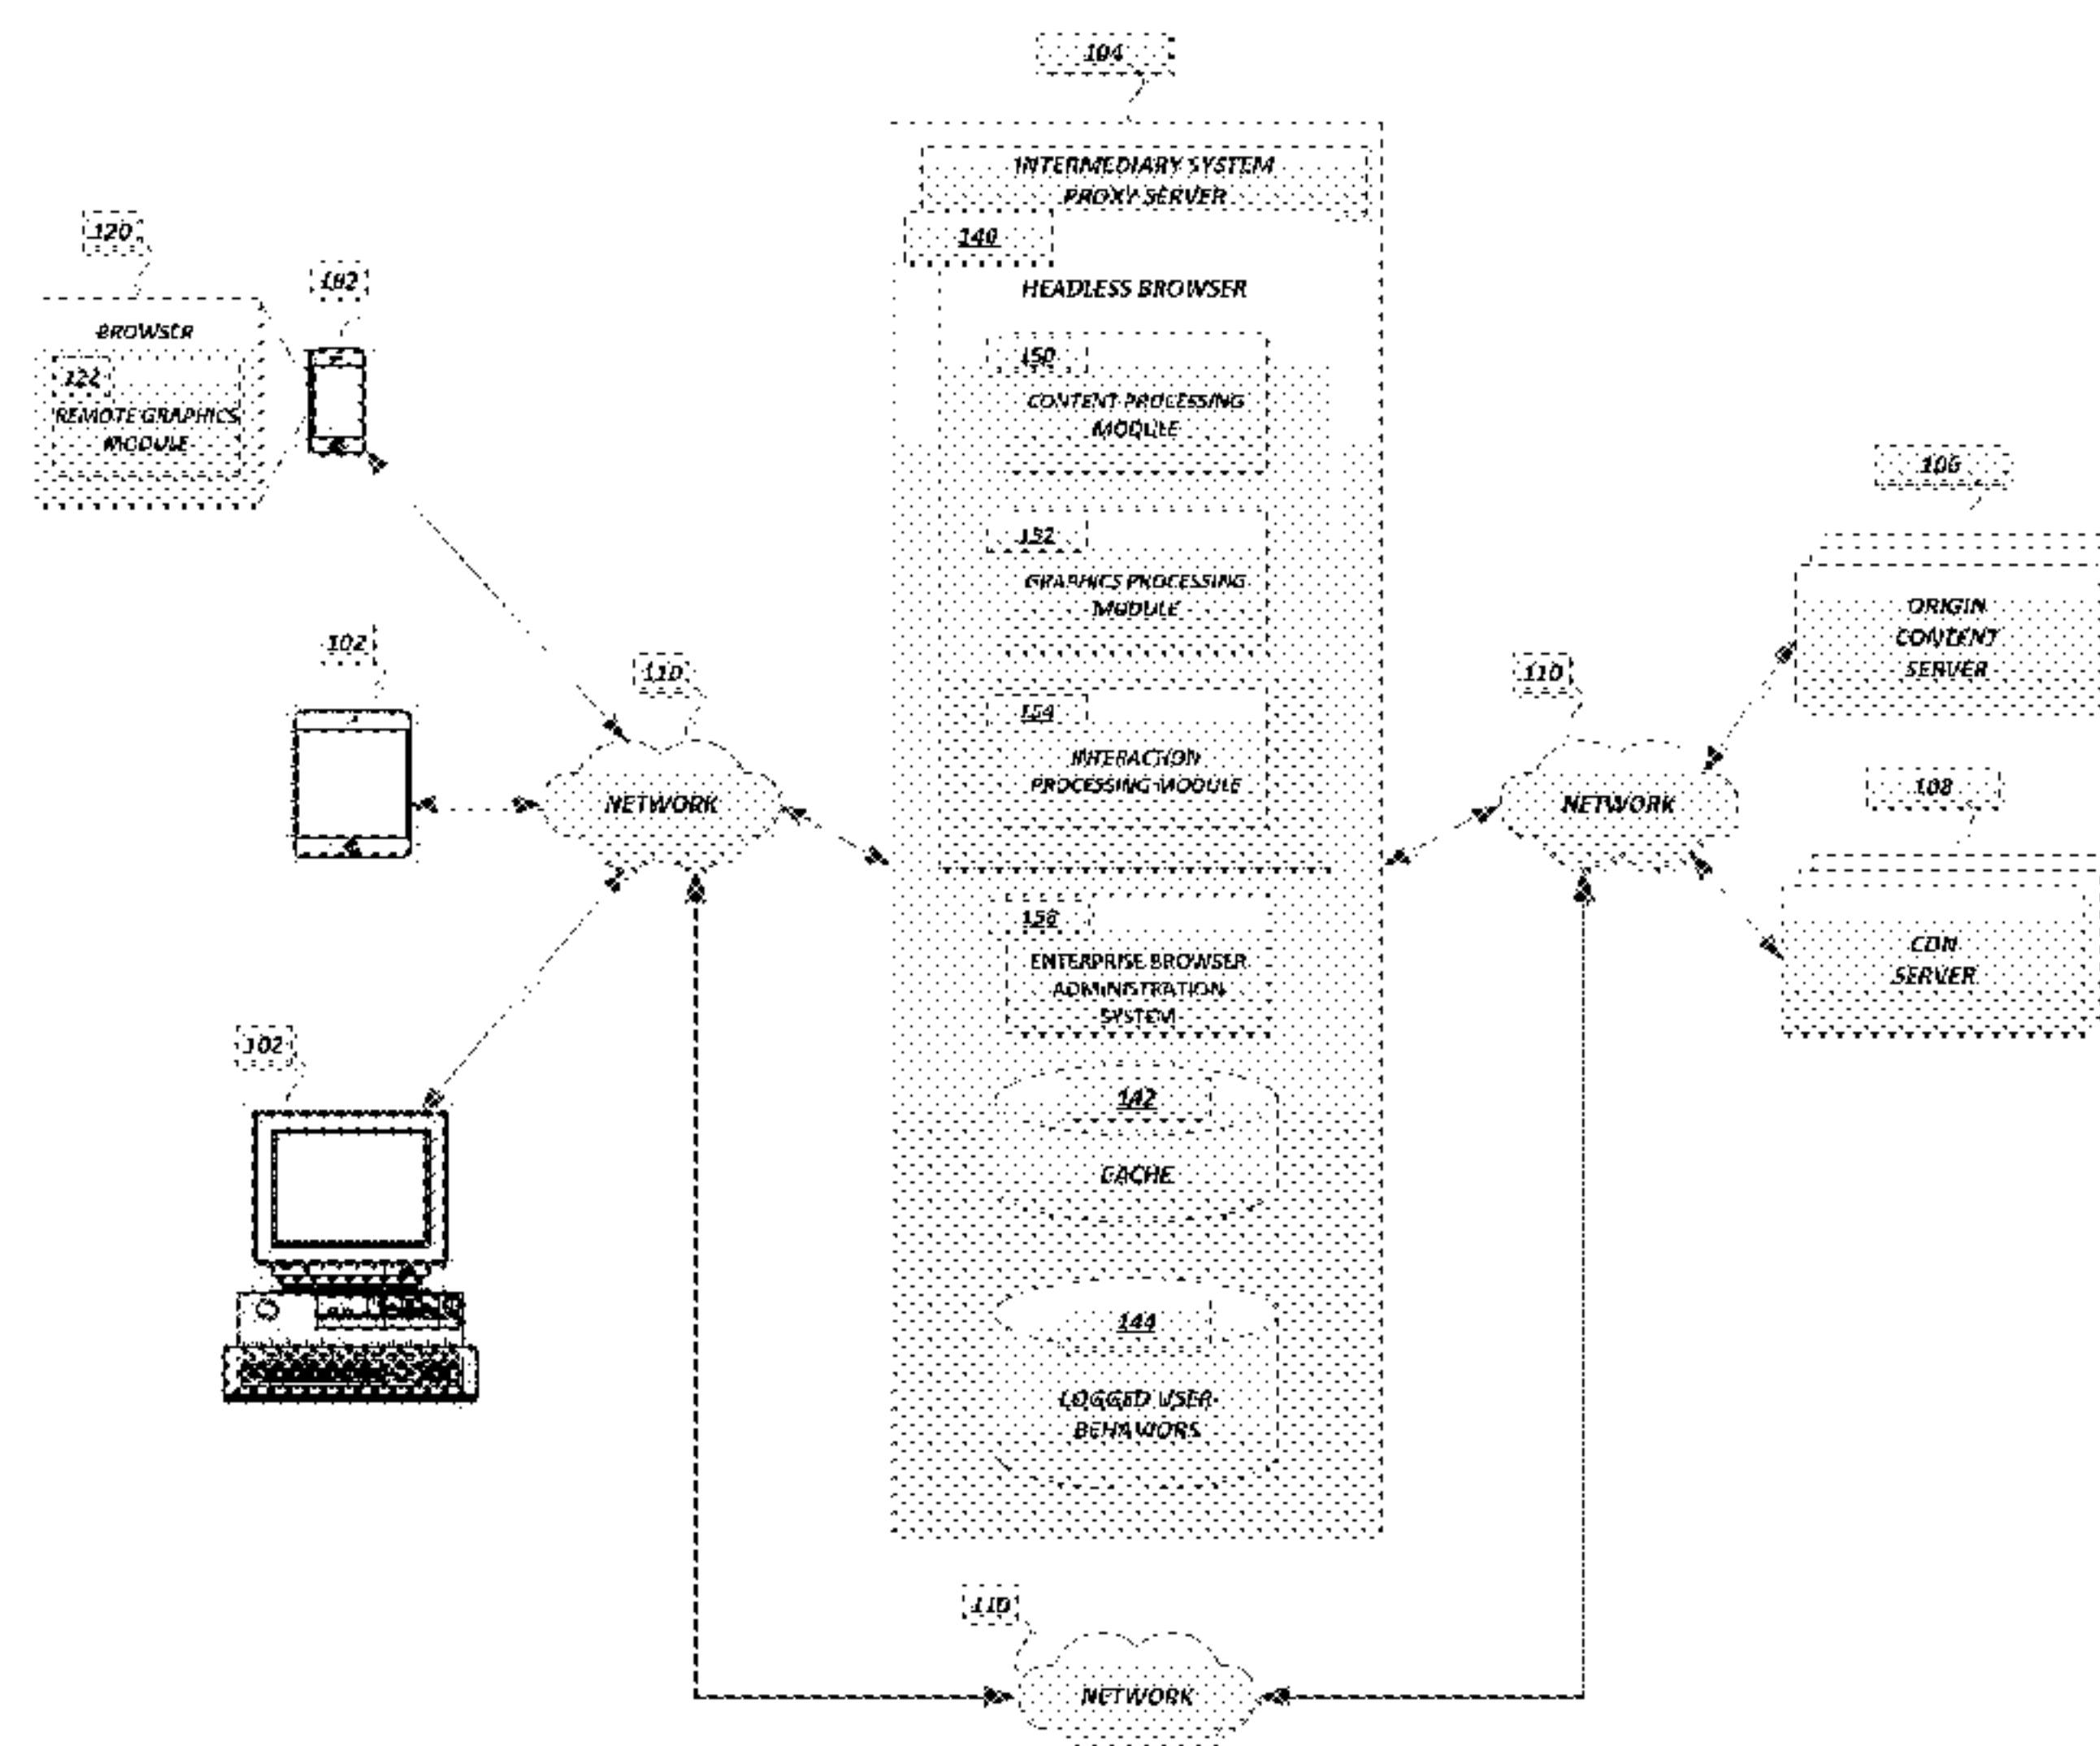 104
INTERMEDIARY SYSTEM
PROXY SERVER
140
HEADLESS BROWSER
150
CONTENT PROCESSING
MODULE
152
GRAPHICS PROCESSING
MODULE
154
INTERACTION
PROCESSING MODULE
156
ENTERPRISE BROWSER
ADMINISTRATION
SYSTEM
142
CACHE
144
LOGGED USER
BEHAVIORS
120
BROWSER
122
REMOTE GRAPHICS
MODULE
102
102
102
110
NETWORK
110
NETWORK
106
ORIGIN
CONTENT
SERVER
108
CDN
SERVER
110
NETWORK